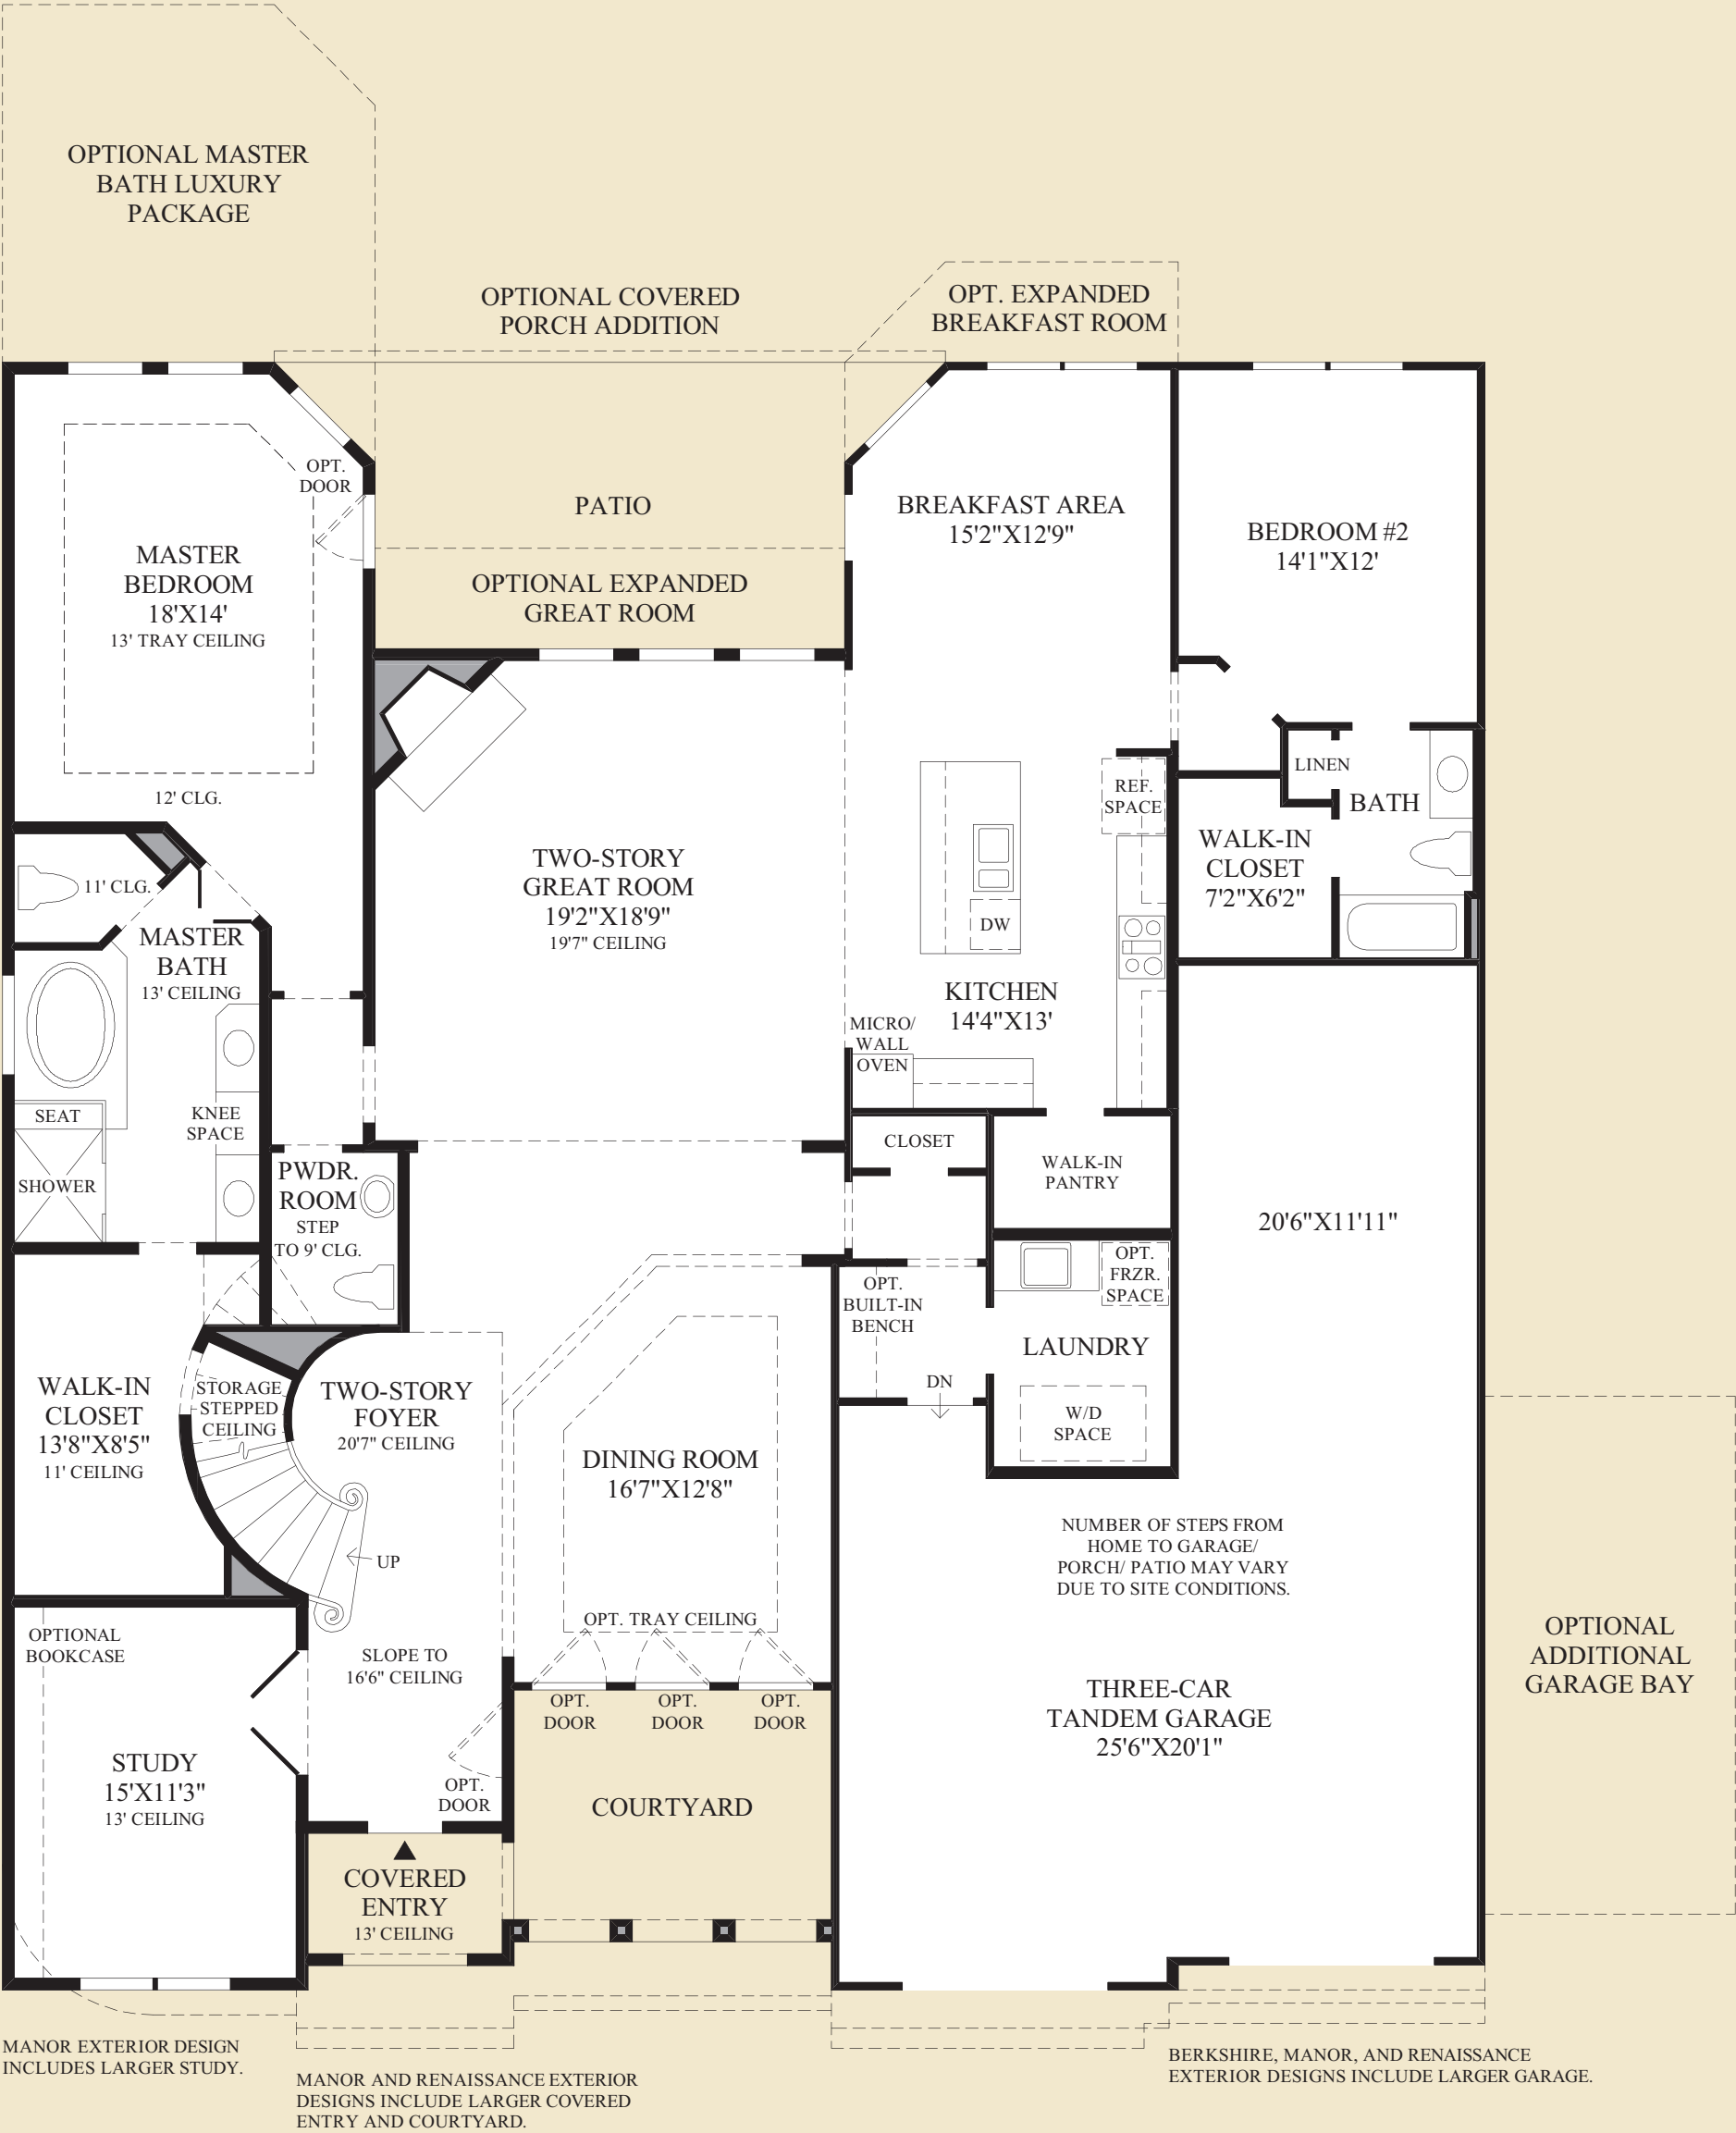 OPTIONAL MASTER
BATH LUXURY
PACKAGE
OPTIONAL COVERED
PORCH ADDITION
OPT. EXPANDED
BREAKFAST ROOM
OPT.
DOOR
MASTER
BEDROOM
18'X14'
13' TRAY CEILING
12' CLG.
PATIO
OPTIONAL EXPANDED
GREAT ROOM
BREAKFAST AREA
15'2"X12'9"
BEDROOM #2
14'1"X12'
LINEN
BATH
REF.
SPACE
WALK-IN
CLOSET
7'2"X6'2"
TWO-STORY
GREAT ROOM
19'2"X18'9"
19'7" CEILING
DW
KITCHEN
14'4"X13'
MICRO/
WALL
OVEN
11' CLG.
MASTER
BATH
13' CEILING
SEAT
KNEE
SPACE
SHOWER
PWDR.
ROOM
STEP
TO 9' CLG.
CLOSET
WALK-IN
PANTRY
20'6"X11'11"
OPT.
FRZR.
SPACE
OPT.
BUILT-IN
BENCH
LAUNDRY
DN
W/D
SPACE
WALK-IN
CLOSET
13'8"X8'5"
11' CEILING
STORAGE
STEPPED
CEILING
TWO-STORY
FOYER
20'7" CEILING
UP
DINING ROOM
16'7"X12'8"
OPT. TRAY CEILING
NUMBER OF STEPS FROM
HOME TO GARAGE/
PORCH/ PATIO MAY VARY
DUE TO SITE CONDITIONS.
OPTIONAL
BOOKCASE
SLOPE TO
16'6" CEILING
OPT.
DOOR
OPT.
DOOR
OPT.
DOOR
THREE-CAR
TANDEM GARAGE
25'6"X20'1"
OPTIONAL
ADDITIONAL
GARAGE BAY
STUDY
15'X11'3"
13' CEILING
OPT.
DOOR
COURTYARD
COVERED
ENTRY
13' CEILING
MANOR EXTERIOR DESIGN
INCLUDES LARGER STUDY.
MANOR AND RENAISSANCE EXTERIOR
DESIGNS INCLUDE LARGER COVERED
ENTRY AND COURTYARD.
BERKSHIRE, MANOR, AND RENAISSANCE
EXTERIOR DESIGNS INCLUDE LARGER GARAGE.